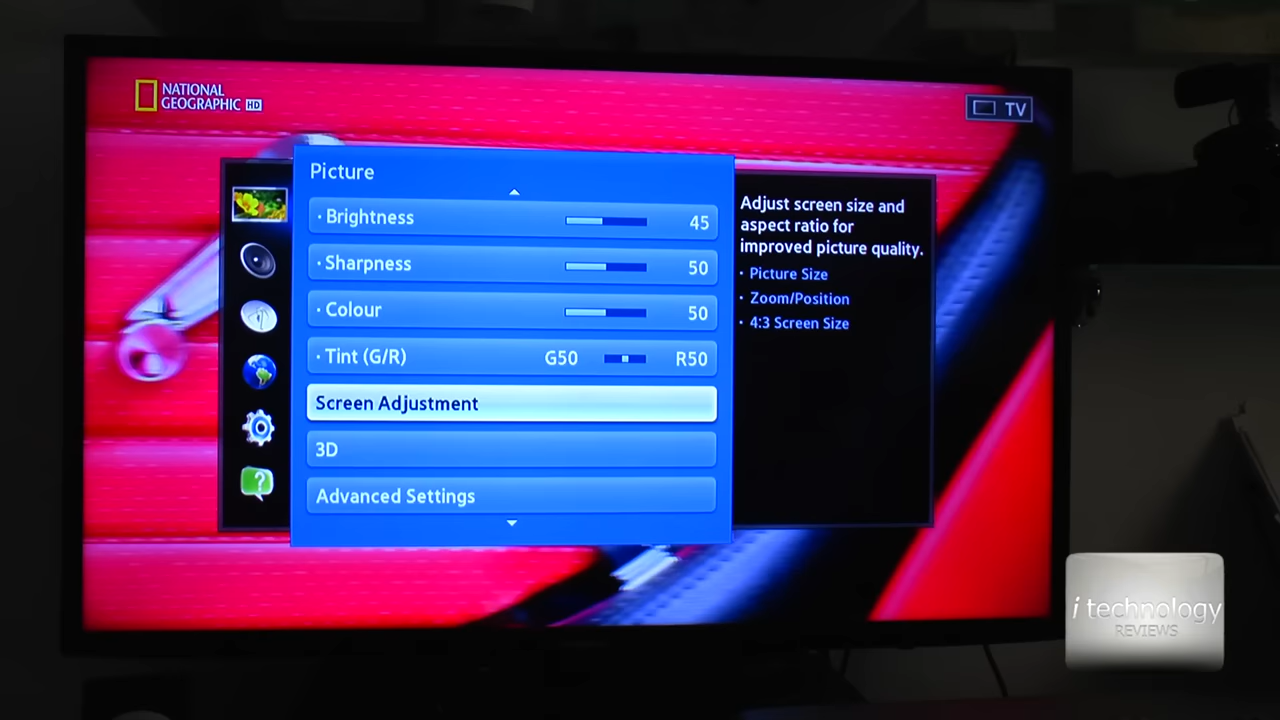 NATIONAL
GEOGRAPHIC HD
TV
Picture
· Brightness 45
· Sharpness 50
· Colour 50
· Tint (G/R) G50 R50
Screen Adjustment
3D
Advanced Settings
Adjust screen size and
aspect ratio for
improved picture quality.
· Picture Size
· Zoom/Position
· 4:3 Screen Size
?
i technology
REVIEWS